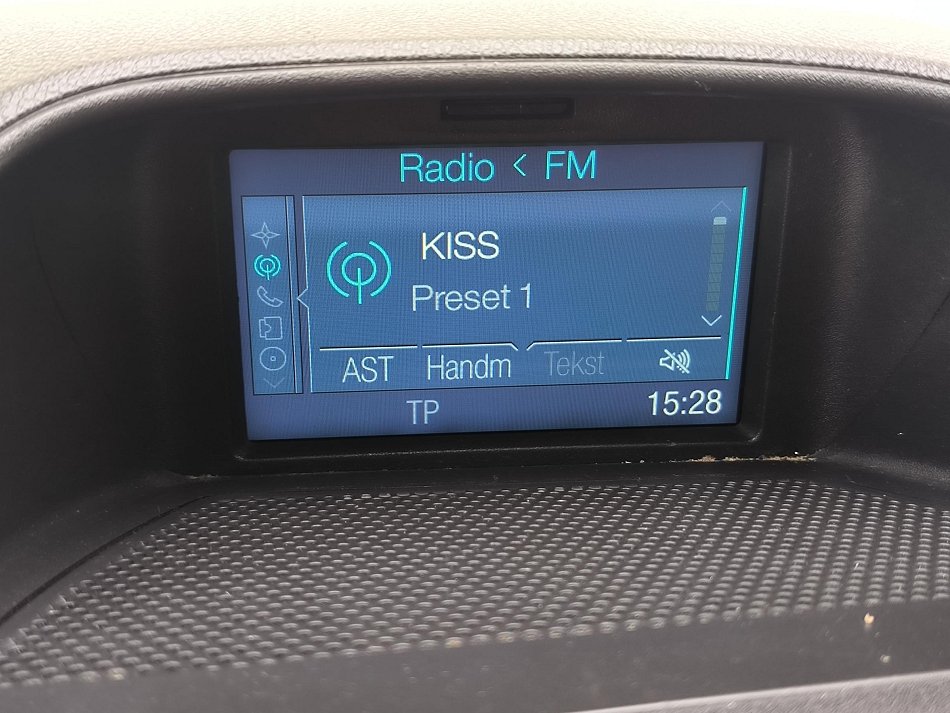 Radio < FM
KISS
Preset 1
AST Handm Tekst
TP 15:28